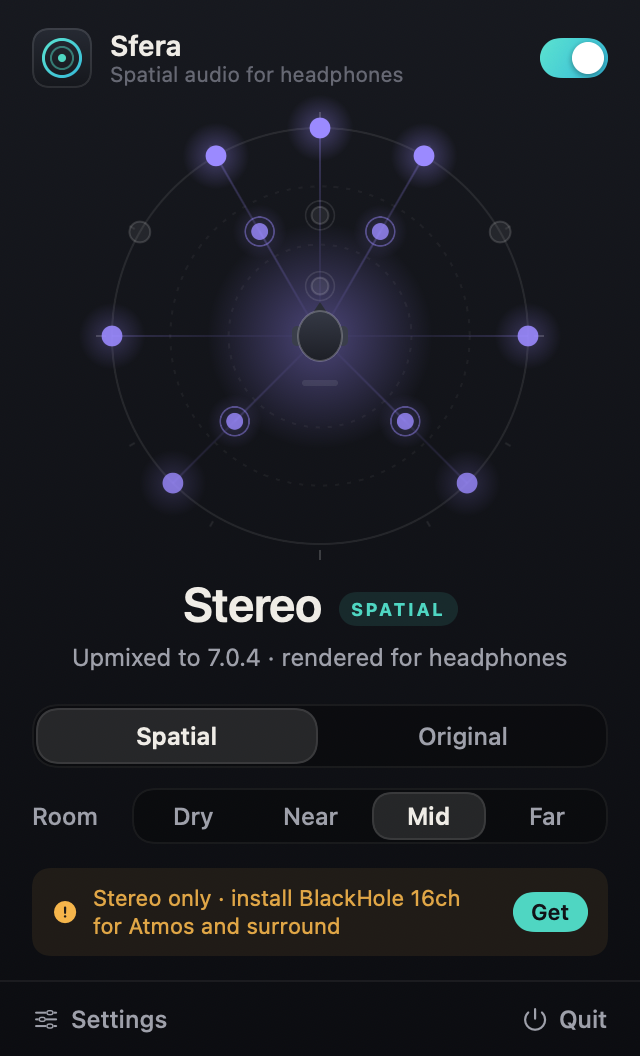 Sfera
Spatial audio for headphones
Stereo SPATIAL
Upmixed to 7.0.4 · rendered for headphones
Spatial Original
Room Dry Near Mid Far
Stereo only · install BlackHole 16ch
for Atmos and surround
Get
Settings Quit